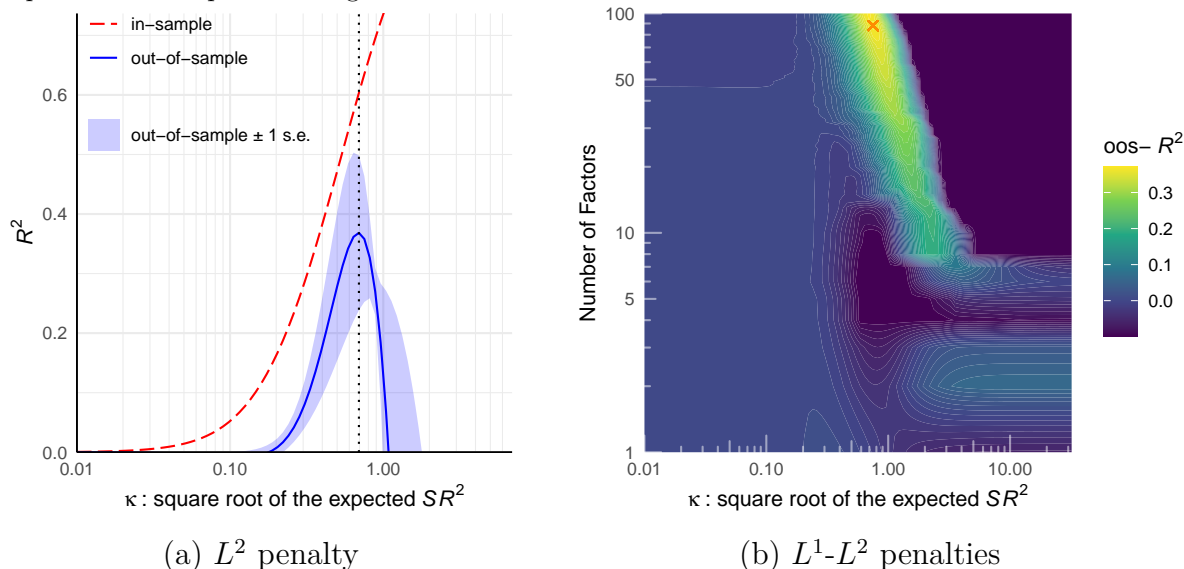 in−sample
out−of−sample
out−of−sample ± 1 s.e.
R²
0.6
0.4
0.2
0.0
0.01
0.10
1.00
κ : square root of the expected SR²
(a) L² penalty
Number of Factors
100
50
10
5
1
0.01
0.10
1.00
10.00
κ : square root of the expected SR²
oos− R²
0.3
0.2
0.1
0.0
(b) L¹-L² penalties